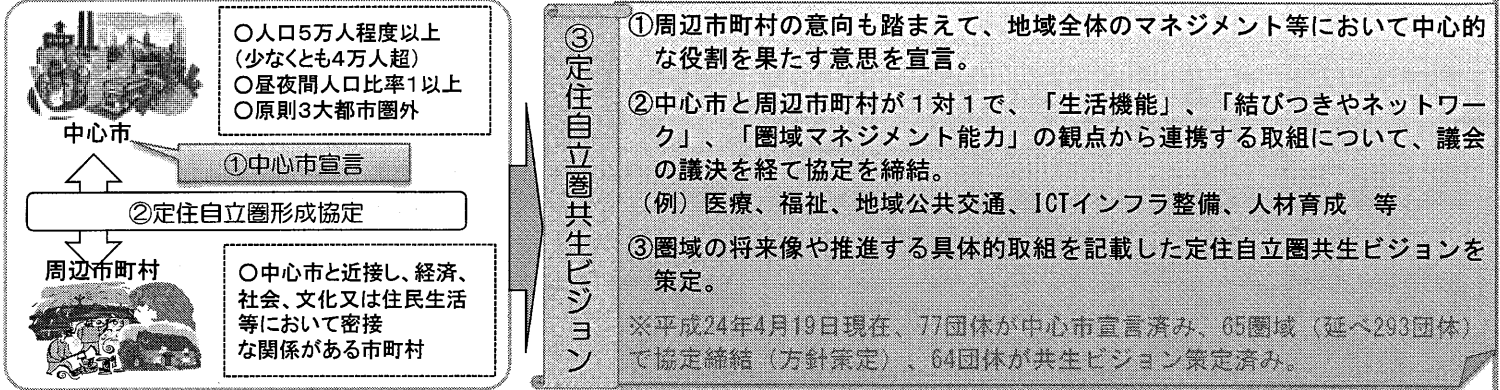 〇人口5万人程度以上
(少なくとも4万人超)
〇昼夜間人口比率1以上
〇原則3大都市圏外
中心市
①中心市宣言
②定住自立圏形成協定
周辺市町村
〇中心市と近接し、経済、
社会、文化又は住民生活
等において密接
な関係がある市町村
③定住自立圏共生ビジョン
①周辺市町村の意向も踏まえて、地域全体のマネジメント等において中心的
な役割を果たす意思を宣言。
②中心市と周辺市町村が1対1で、「生活機能」、「結びつきやネットワー
ク」、「圏域マネジメント能力」の観点から連携する取組について、議会
の議決を経て協定を締結。
(例)医療、福祉、地域公共交通、ICTインフラ整備、人材育成 等
③圏域の将来像や推進する具体的取組を記載した定住自立圏共生ビジョンを
策定。
※平成24年4月19日現在、77団体が中心市宣言済み、65圏域(延べ293団体)
で協定締結(方針策定)、64団体が共生ビジョン策定済み。